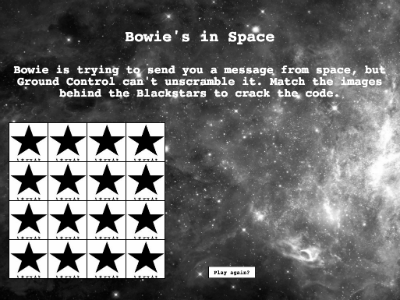 Bowie's in Space
Bowie is trying to send you a message from space, but
Ground Control can't unscramble it. Match the images
behind the Blackstars to crack the code.
Play again?